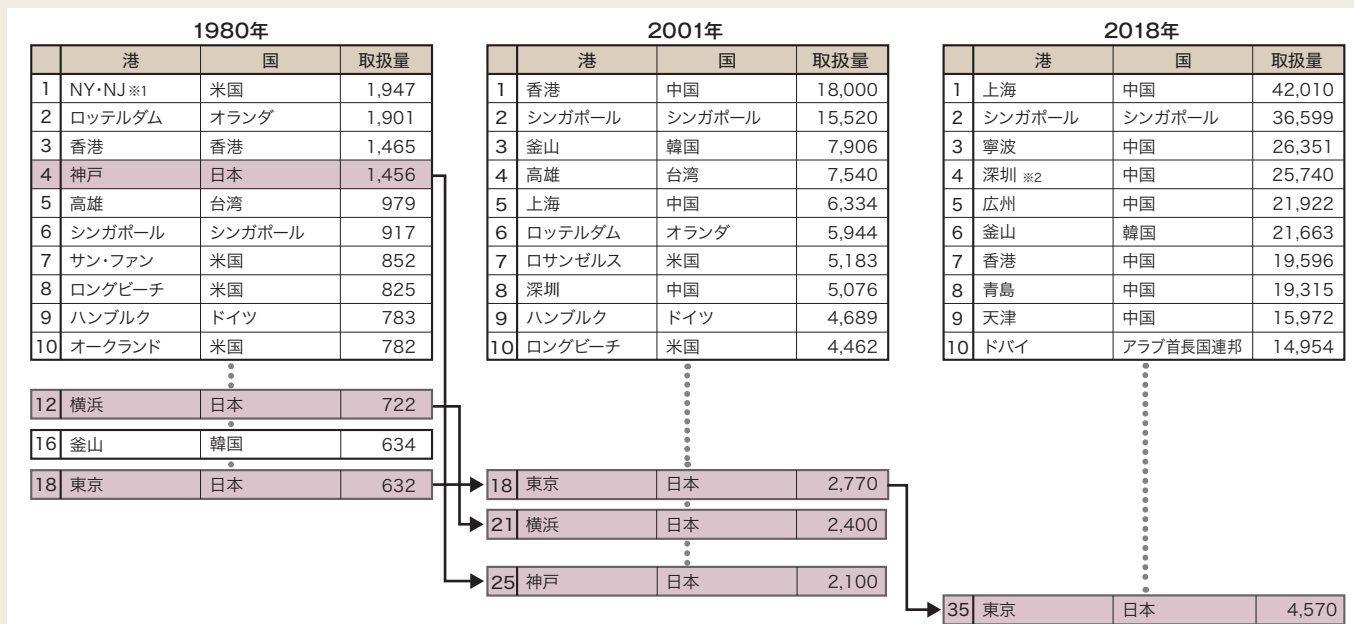 1980年
港 国 取扱量
1 NY・NJ※1 米国 1,947
2 ロッテルダム オランダ 1,901
3 香港 香港 1,465
4 神戸 日本 1,456
5 高雄 台湾 979
6 シンガポール シンガポール 917
7 サン・ファン 米国 852
8 ロングビーチ 米国 825
9 ハンブルク ドイツ 783
10 オークランド 米国 782
12 横浜 日本 722
16 釜山 韓国 634
18 東京 日本 632
2001年
港 国 取扱量
1 香港 中国 18,000
2 シンガポール シンガポール 15,520
3 釜山 韓国 7,906
4 高雄 台湾 7,540
5 上海 中国 6,334
6 ロッテルダム オランダ 5,944
7 ロサンゼルス 米国 5,183
8 深圳 中国 5,076
9 ハンブルク ドイツ 4,689
10 ロングビーチ 米国 4,462
18 東京 日本 2,770
21 横浜 日本 2,400
25 神戸 日本 2,100
2018年
港 国 取扱量
1 上海 中国 42,010
2 シンガポール シンガポール 36,599
3 寧波 中国 26,351
4 深圳 ※2 中国 25,740
5 広州 中国 21,922
6 釜山 韓国 21,663
7 香港 中国 19,596
8 青島 中国 19,315
9 天津 中国 15,972
10 ドバイ アラブ首長国連邦 14,954
35 東京 日本 4,570